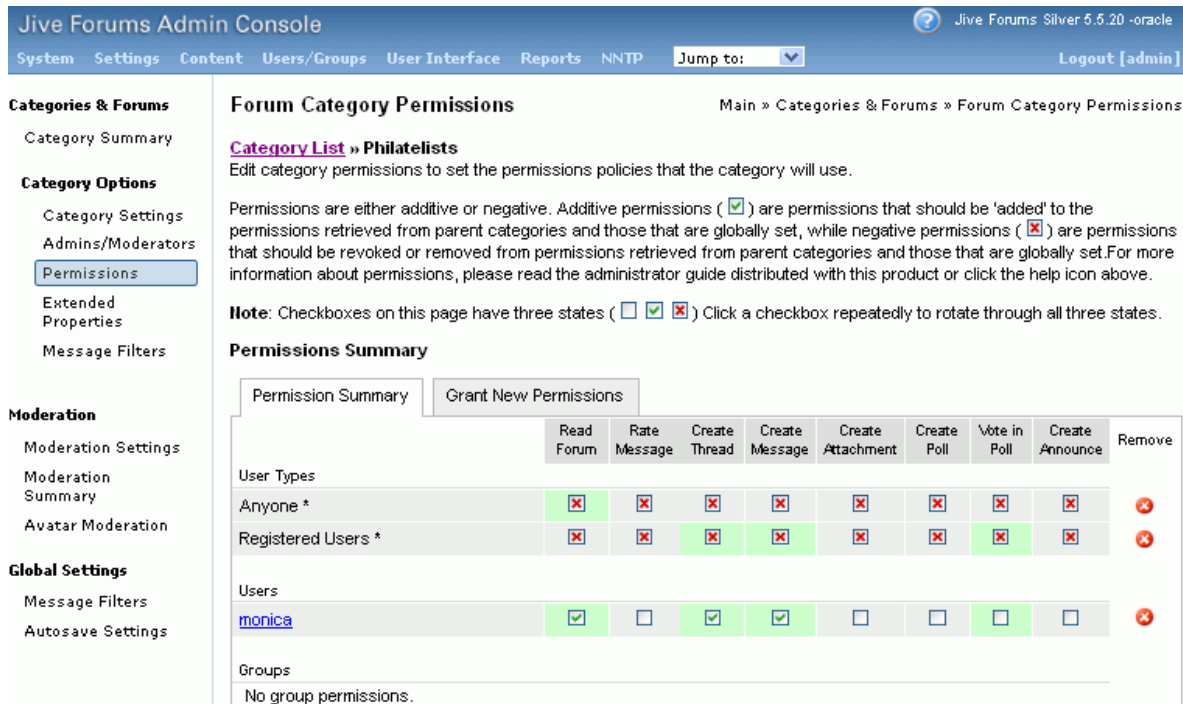 Jive Forums Admin Console
Jive Forums Silver 5.5.20 -oracle
System Settings Content Users/Groups User Interface Reports NNTP Jump to: Logout [admin]
Categories & Forums
Category Summary
Category Options
Category Settings
Admins/Moderators
Permissions
Extended
Properties
Message Filters
Moderation
Moderation Settings
Moderation
Summary
Avatar Moderation
Global Settings
Message Filters
Autosave Settings
Forum Category Permissions
Main » Categories & Forums » Forum Category Permissions
Category List » Philatelists
Edit category permissions to set the permissions policies that the category will use.
Permissions are either additive or negative. Additive permissions ( ) are permissions that should be 'added' to the
permissions retrieved from parent categories and those that are globally set, while negative permissions ( ) are permissions
that should be revoked or removed from permissions retrieved from parent categories and those that are globally set.For more
information about permissions, please read the administrator guide distributed with this product or click the help icon above.
Note: Checkboxes on this page have three states ( ) Click a checkbox repeatedly to rotate through all three states.
Permissions Summary
Permission Summary Grant New Permissions
Read Rate Create Create Create Create Vote in Create Remove
Forum Message Thread Message Attachment Poll Poll Announce
User Types
Anyone *
Registered Users *
Users
monica
Groups
No group permissions.